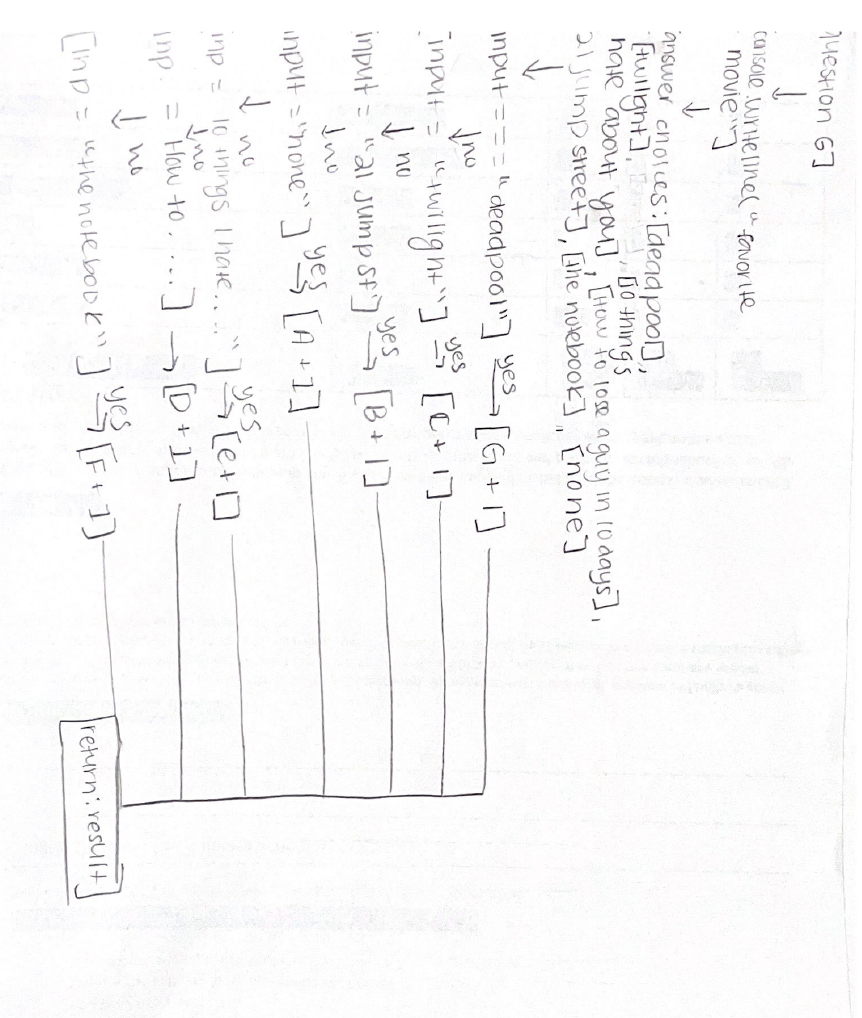 Question 6]
↓
console.writeline("favorite
movie:"]
↓
answer choices: [deadpool],
[twilight], [10 things
hate about you], [How to lose a guy in 10 days],
21 jump street], [the notebook], [none]
↓
input === "deadpool"] yes → [G + 1]
↓ no
input = "twilight"] yes → [C + 1]
↓ no
input = "21 jump st"] yes → [B + 1]
↓ no
input = "none"] yes → [A + 1]
↓ no
inp = 10 things I hate..."] yes → [e + 1]
↓ no
inp. = How to.....] → [D + 1]
↓ no
[inp = "the notebook"] yes → [F + 1]
return: result]